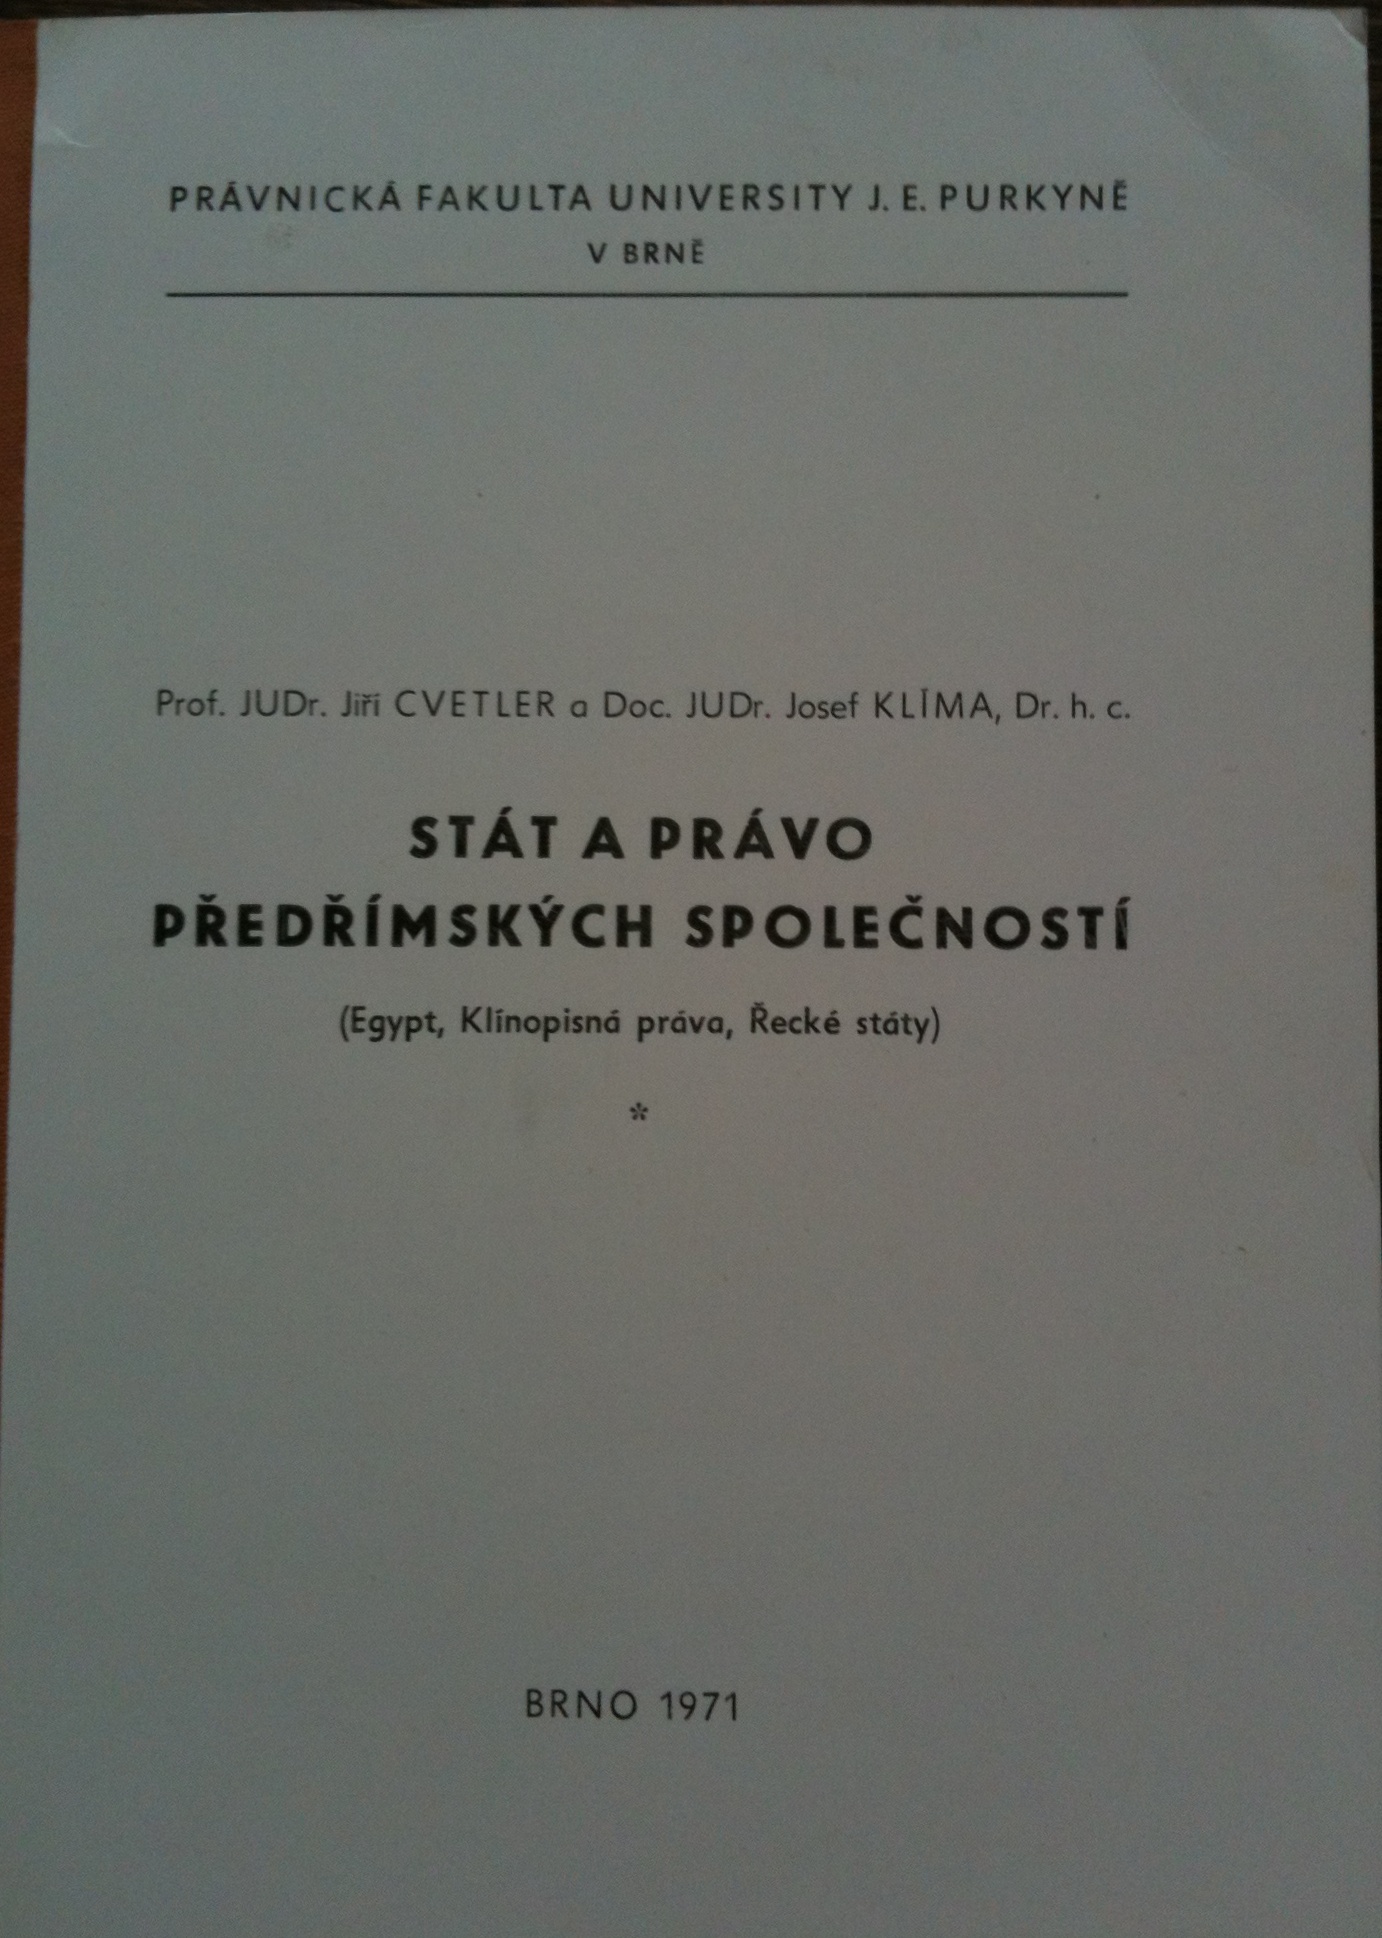 PRÁVNICKÁ FAKULTA UNIVERSITY J. E. PURKYNĚ
V BRNĚ
Prof. JUDr. Jiří CVETLER a Doc. JUDr. Josef KLÍMA, Dr. h. c.
STÁT A PRÁVO
PŘEDŘÍMSKÝCH SPOLEČNOSTÍ
(Egypt, Klínopisná práva, Řecké státy)
*
BRNO 1971